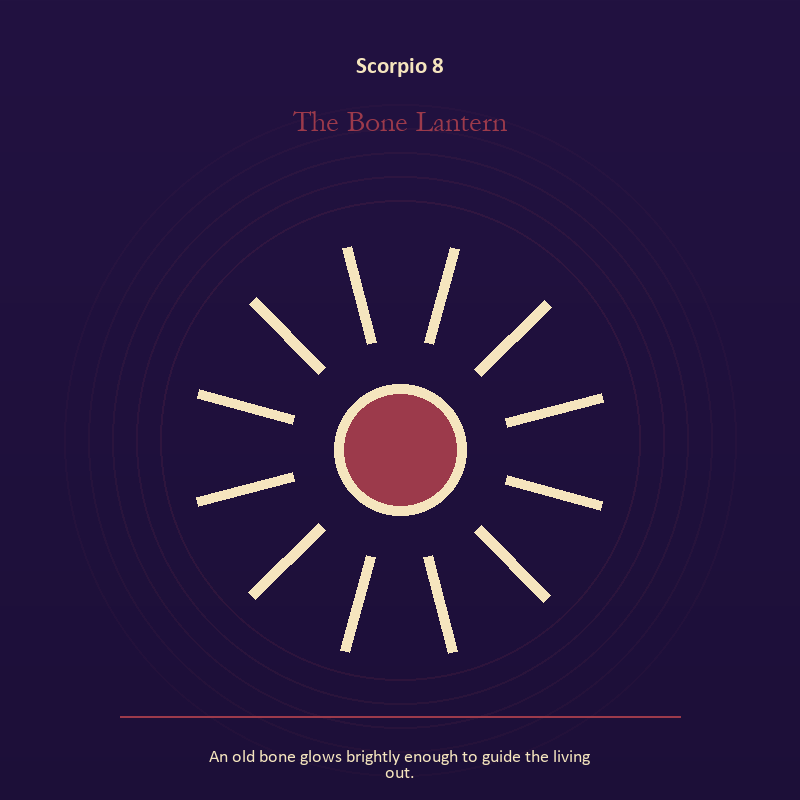 Scorpio 8
The Bone Lantern
An old bone glows brightly enough to guide the living
out.